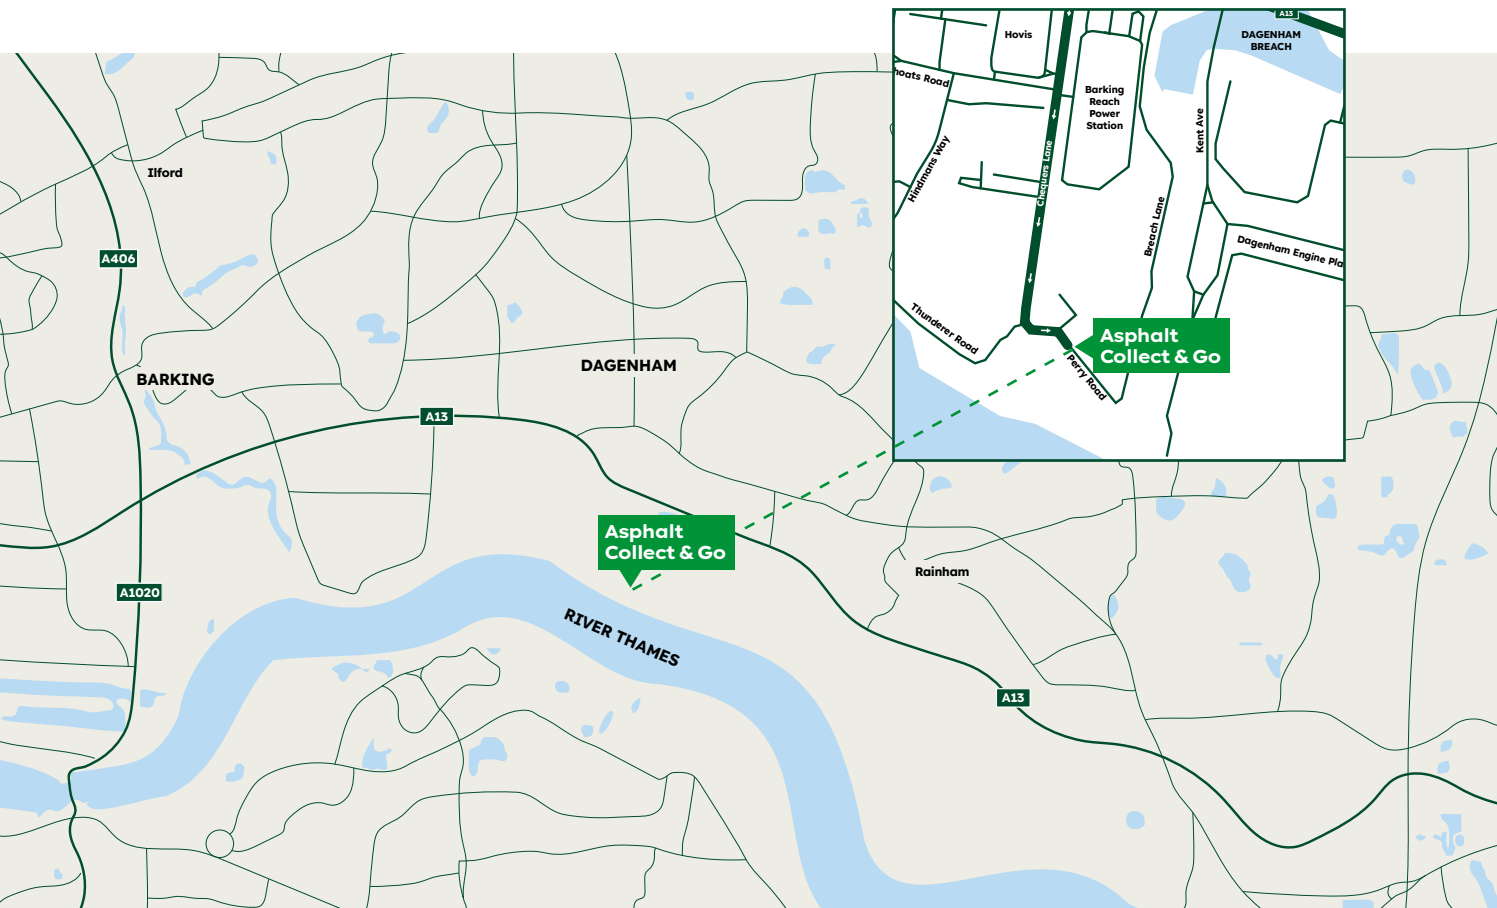 A13
DAGENHAM
BREACH
Hovis
hoats Road
Barking
Reach
Power
Station
Kent Ave
Hindmans Way
Chequers Lane
Breach Lane
Dagenham Engine Pla
Thunderer Road
Asphalt
Collect & Go
Perry Road
Ilford
A406
BARKING
DAGENHAM
A13
Asphalt
Collect & Go
Rainham
A1020
RIVER THAMES
A13